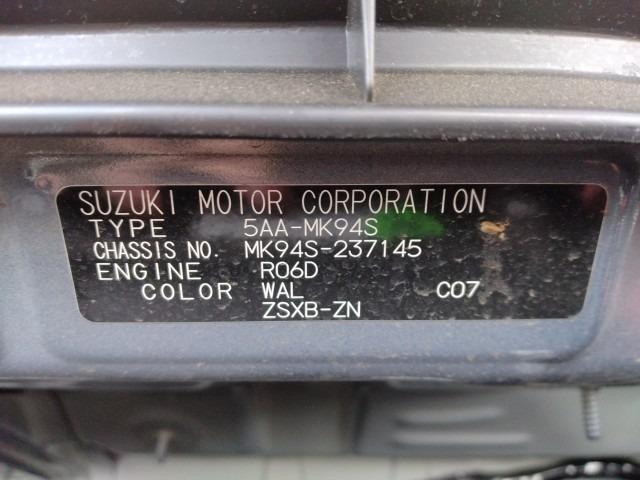 SUZUKI MOTOR CORPORATION
TYPE 5AA-MK94S
CHASSIS NO. MK94S-237145
ENGINE R06D
COLOR WAL C07
ZSXB-ZN